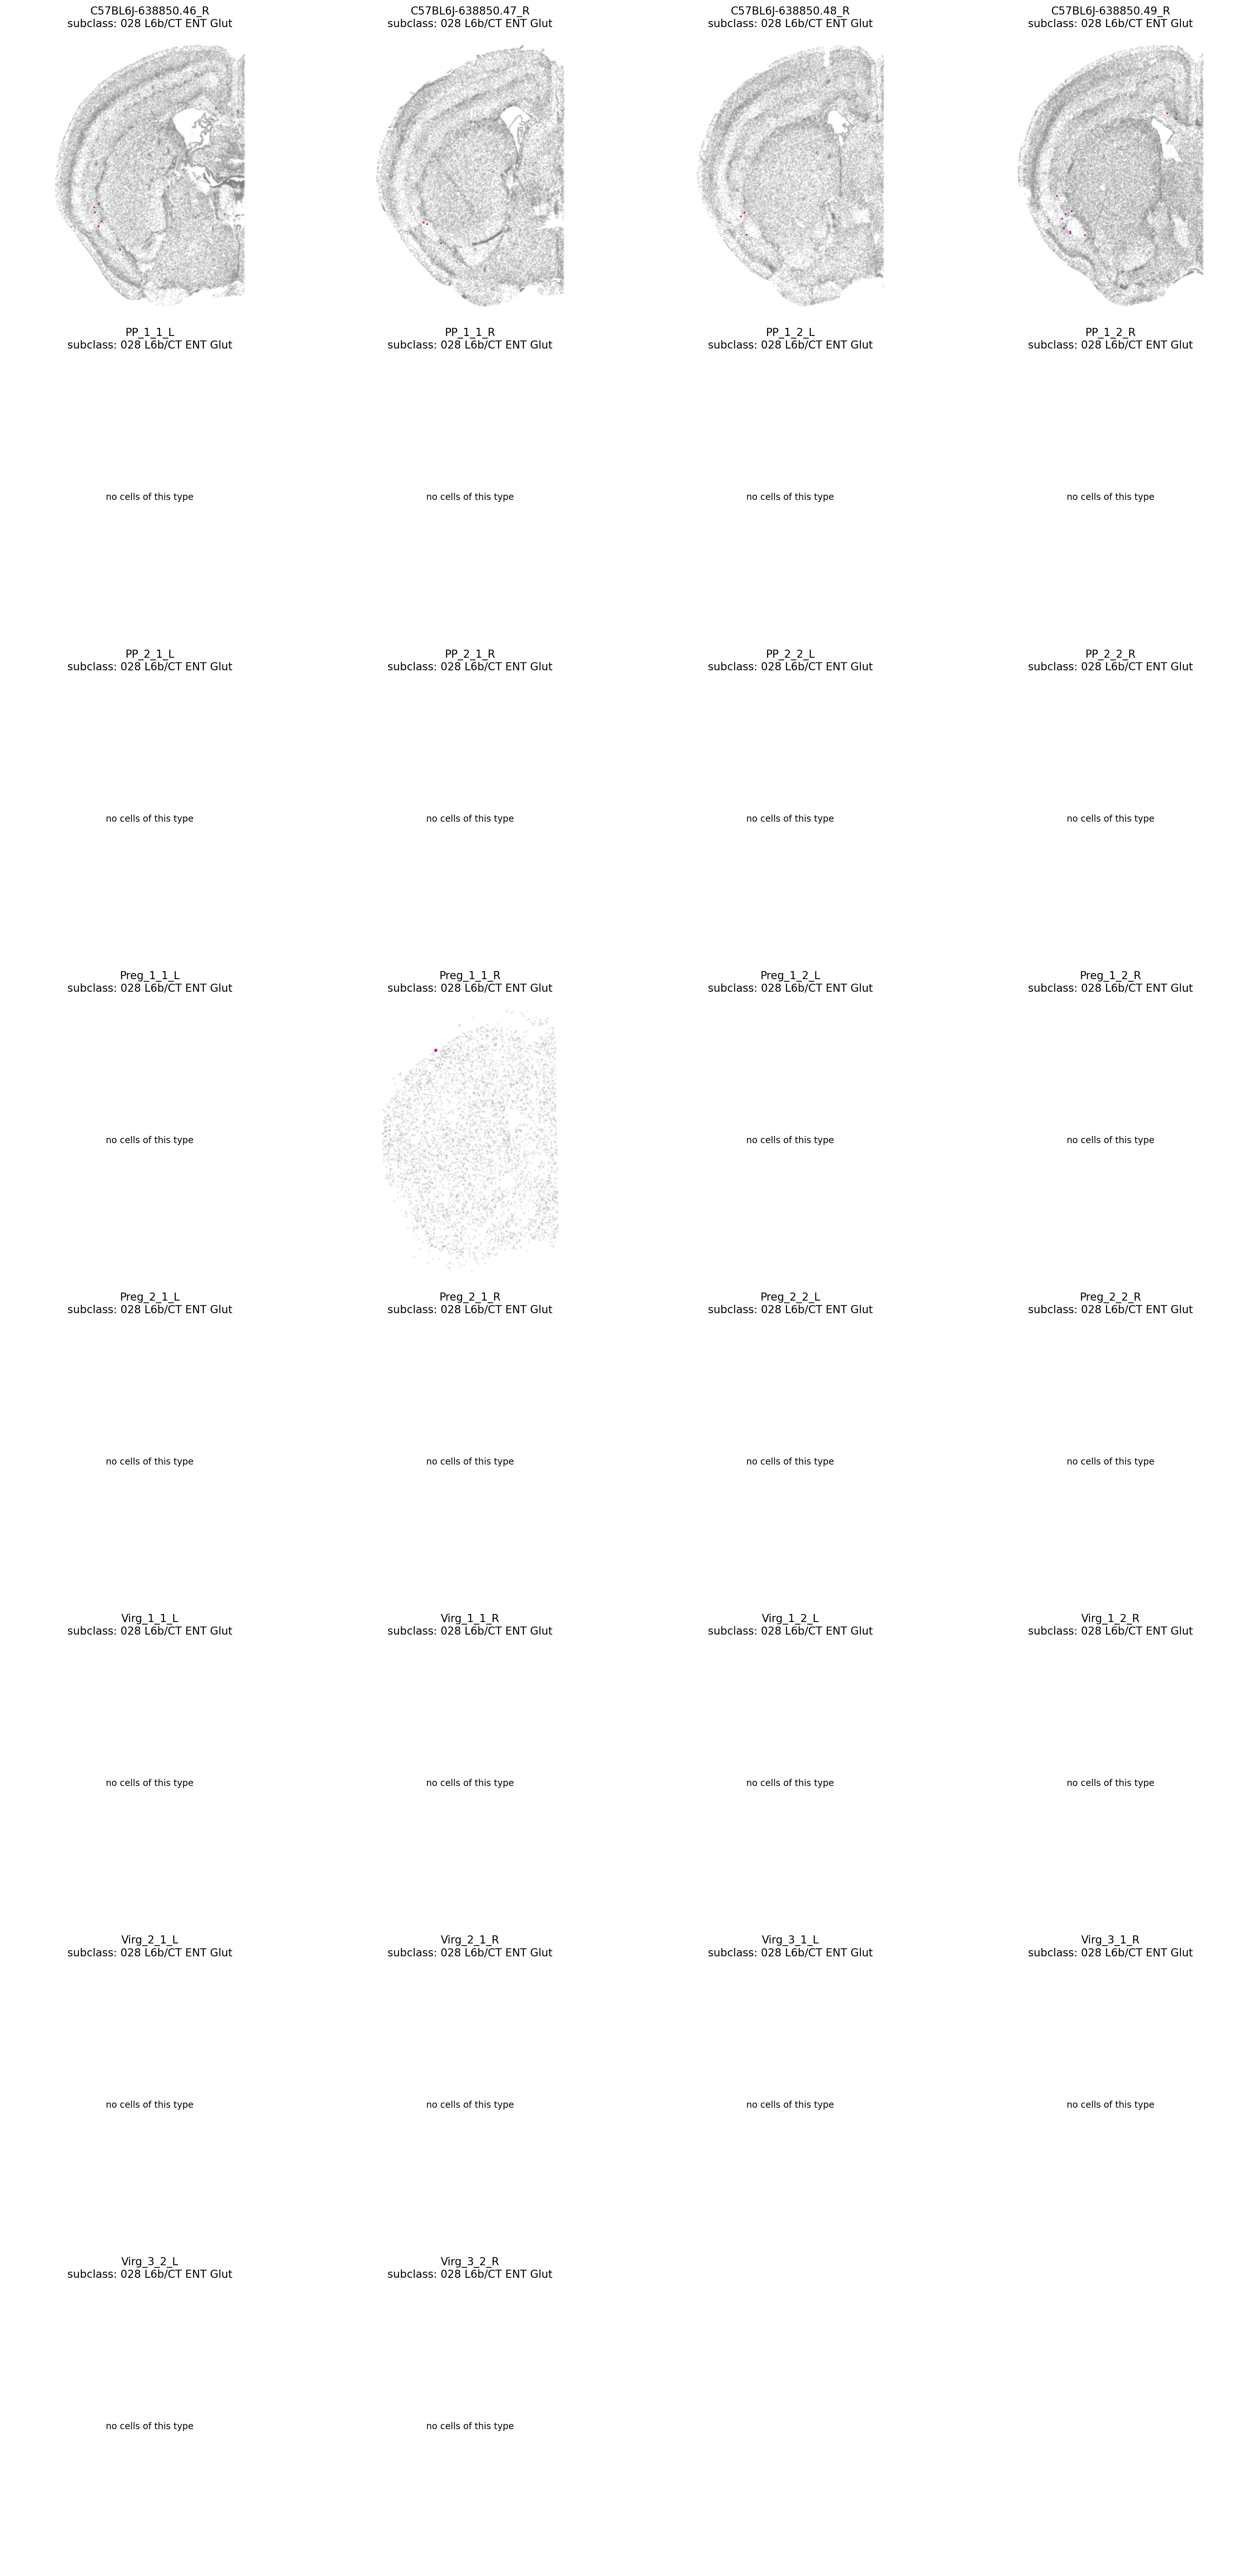 C57BL6J-638850.46_R
subclass: 028 L6b/CT ENT Glut
C57BL6J-638850.47_R
subclass: 028 L6b/CT ENT Glut
C57BL6J-638850.48_R
subclass: 028 L6b/CT ENT Glut
C57BL6J-638850.49_R
subclass: 028 L6b/CT ENT Glut
PP_1_1_L
subclass: 028 L6b/CT ENT Glut
no cells of this type
PP_1_1_R
subclass: 028 L6b/CT ENT Glut
no cells of this type
PP_1_2_L
subclass: 028 L6b/CT ENT Glut
no cells of this type
PP_1_2_R
subclass: 028 L6b/CT ENT Glut
no cells of this type
PP_2_1_L
subclass: 028 L6b/CT ENT Glut
no cells of this type
PP_2_1_R
subclass: 028 L6b/CT ENT Glut
no cells of this type
PP_2_2_L
subclass: 028 L6b/CT ENT Glut
no cells of this type
PP_2_2_R
subclass: 028 L6b/CT ENT Glut
no cells of this type
Preg_1_1_L
subclass: 028 L6b/CT ENT Glut
no cells of this type
Preg_1_1_R
subclass: 028 L6b/CT ENT Glut
Preg_1_2_L
subclass: 028 L6b/CT ENT Glut
no cells of this type
Preg_1_2_R
subclass: 028 L6b/CT ENT Glut
no cells of this type
Preg_2_1_L
subclass: 028 L6b/CT ENT Glut
no cells of this type
Preg_2_1_R
subclass: 028 L6b/CT ENT Glut
no cells of this type
Preg_2_2_L
subclass: 028 L6b/CT ENT Glut
no cells of this type
Preg_2_2_R
subclass: 028 L6b/CT ENT Glut
no cells of this type
Virg_1_1_L
subclass: 028 L6b/CT ENT Glut
no cells of this type
Virg_1_1_R
subclass: 028 L6b/CT ENT Glut
no cells of this type
Virg_1_2_L
subclass: 028 L6b/CT ENT Glut
no cells of this type
Virg_1_2_R
subclass: 028 L6b/CT ENT Glut
no cells of this type
Virg_2_1_L
subclass: 028 L6b/CT ENT Glut
no cells of this type
Virg_2_1_R
subclass: 028 L6b/CT ENT Glut
no cells of this type
Virg_3_1_L
subclass: 028 L6b/CT ENT Glut
no cells of this type
Virg_3_1_R
subclass: 028 L6b/CT ENT Glut
no cells of this type
Virg_3_2_L
subclass: 028 L6b/CT ENT Glut
no cells of this type
Virg_3_2_R
subclass: 028 L6b/CT ENT Glut
no cells of this type